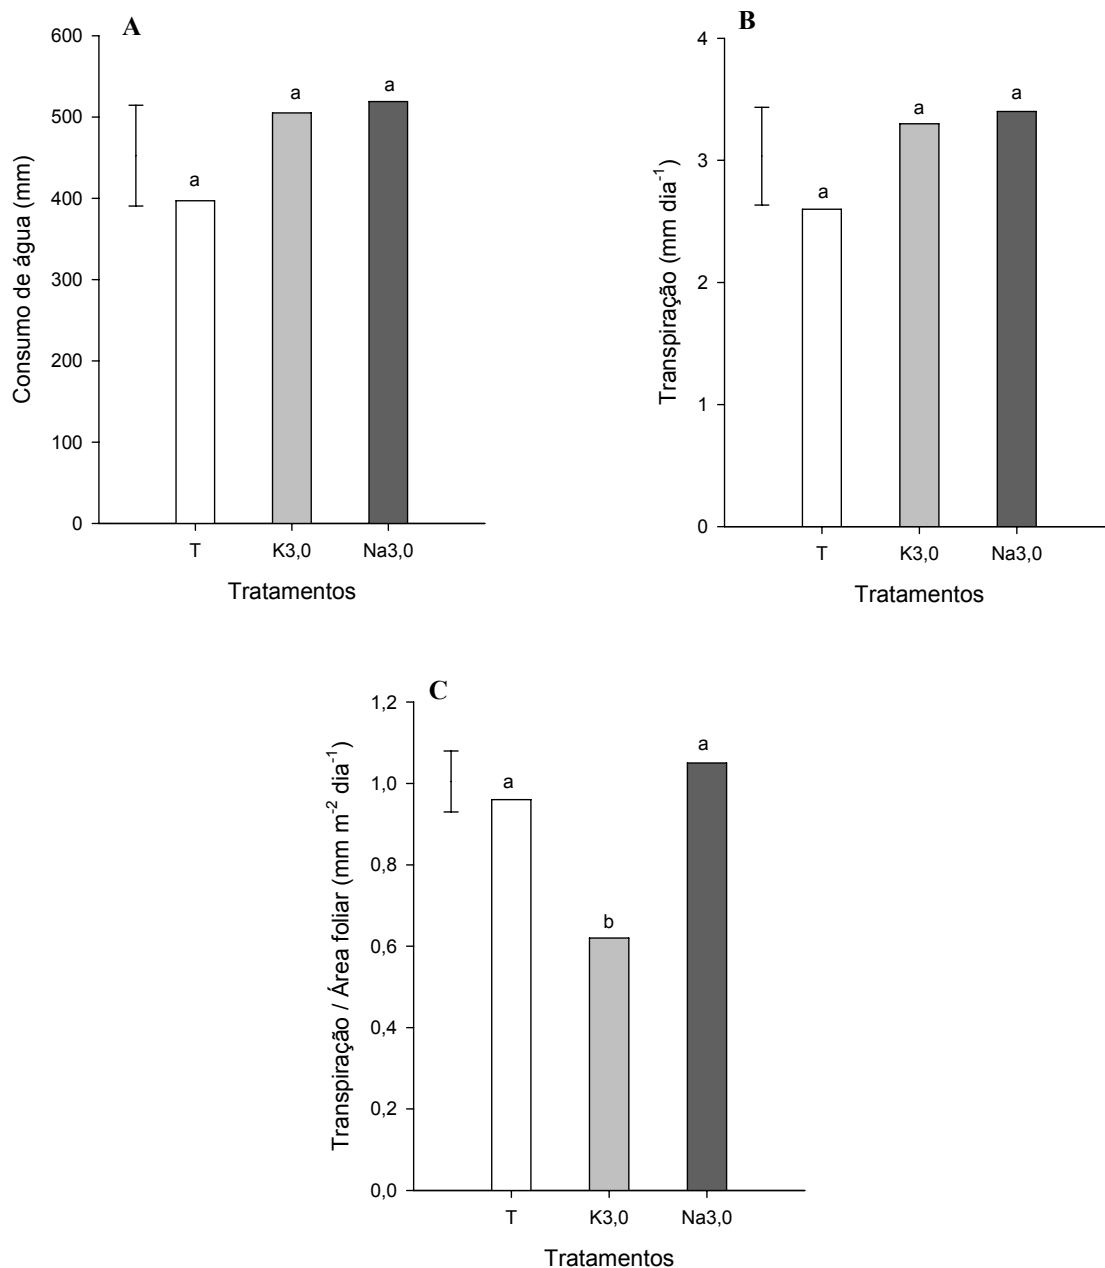 A
Consumo de água (mm)
600
500
400
300
200
100
0
a
a
a
T
K3,0
Na3,0
Tratamentos
B
Transpiração (mm dia⁻¹)
4
3
2
1
0
a
a
a
T
K3,0
Na3,0
Tratamentos
C
Transpiração / Área foliar (mm m⁻² dia⁻¹)
1,2
1,0
0,8
0,6
0,4
0,2
0,0
a
b
a
T
K3,0
Na3,0
Tratamentos